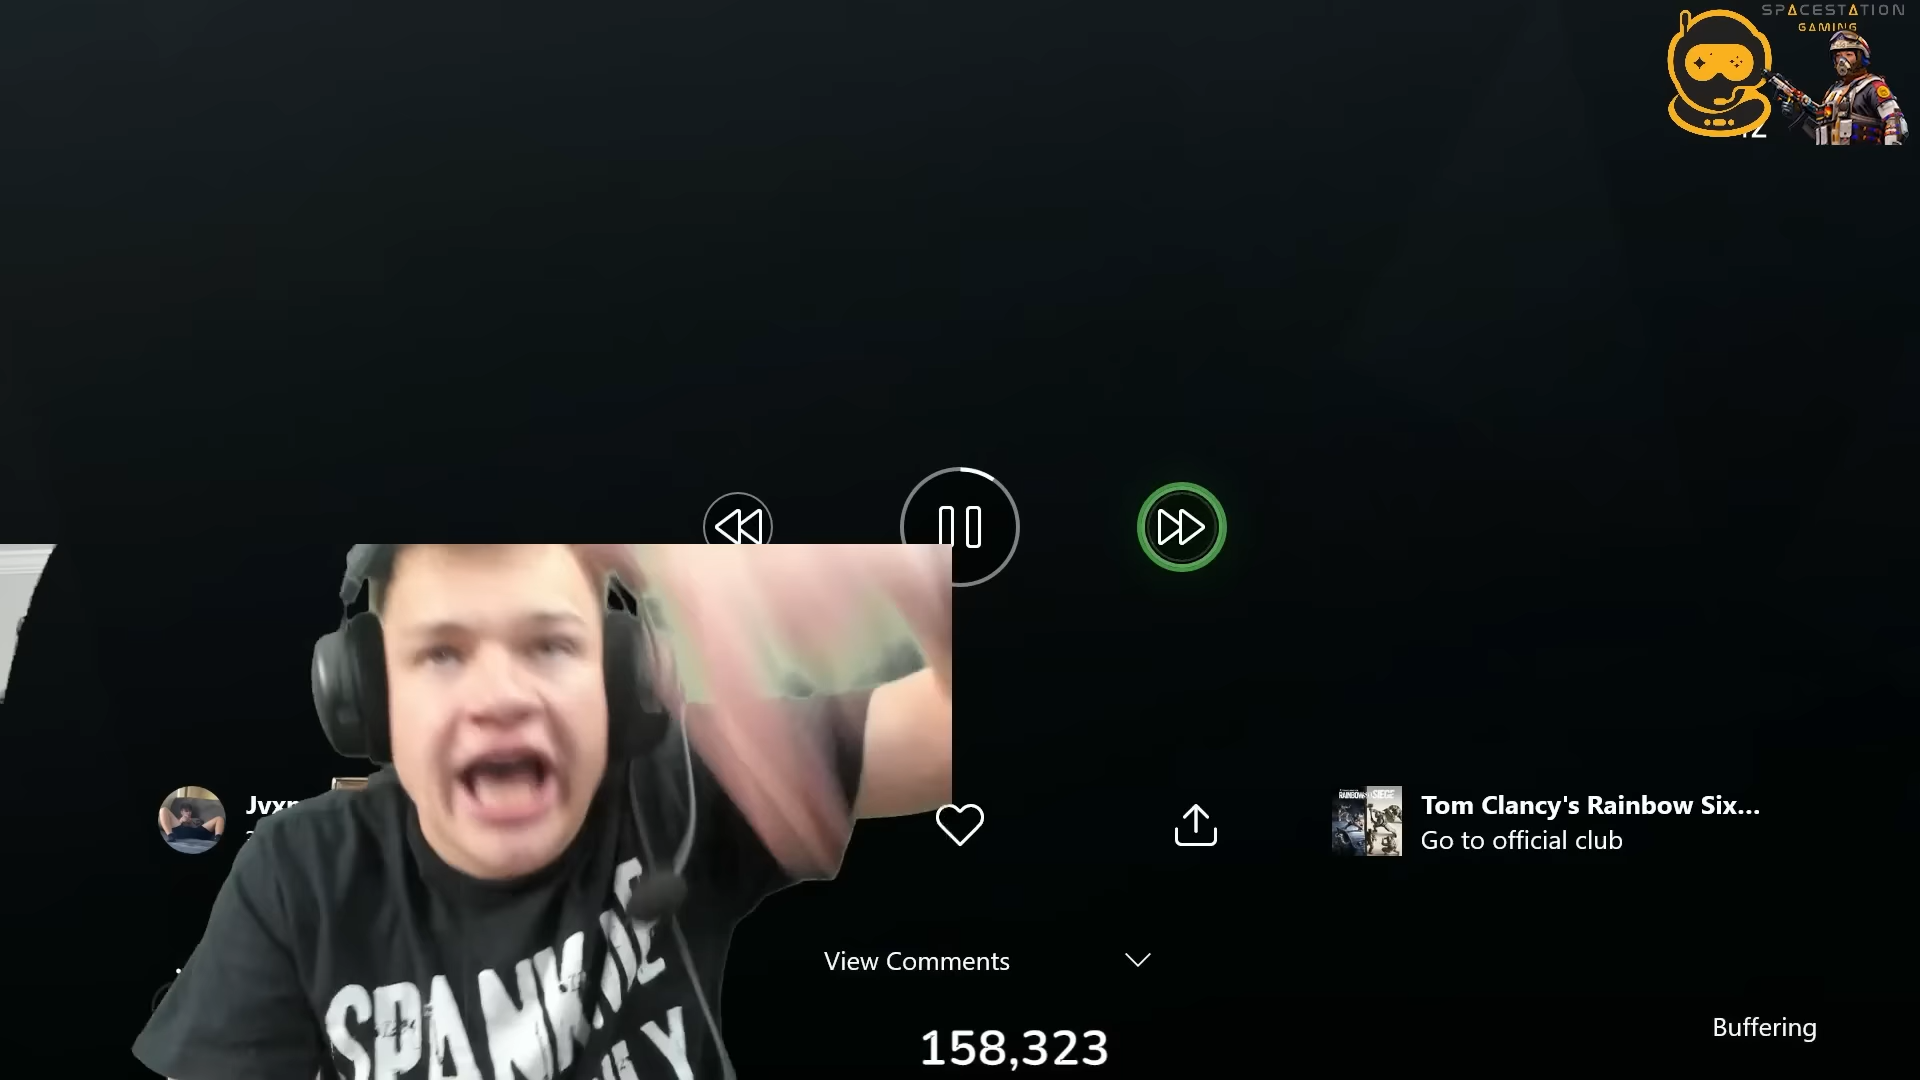 SPACESTATION
GAMING
Tom Clancy's Rainbow Six...
Go to official club
View Comments
Buffering
158,323